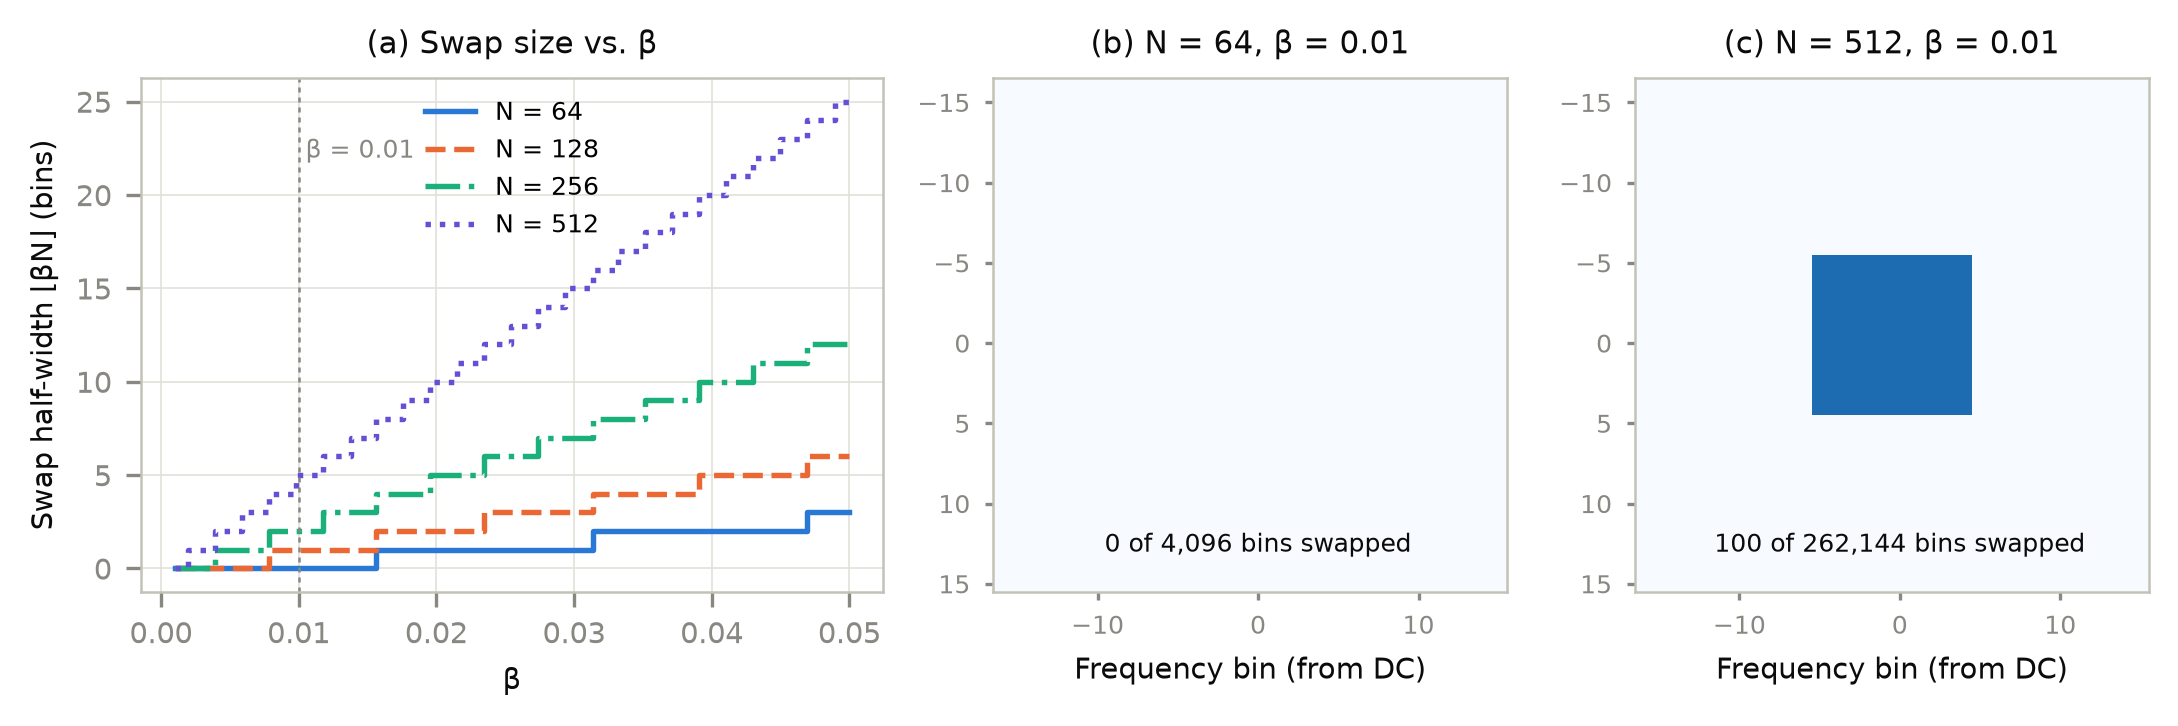 (a) Swap size vs. β
Swap half-width ⌊βN⌋ (bins)
25
20
15
10
5
0
β = 0.01
N = 64
N = 128
N = 256
N = 512
0.00 0.01 0.02 0.03 0.04 0.05
β
(b) N = 64, β = 0.01
−15
−10
−5
0
5
10
15
0 of 4,096 bins swapped
−10 0 10
Frequency bin (from DC)
(c) N = 512, β = 0.01
−15
−10
−5
0
5
10
15
100 of 262,144 bins swapped
−10 0 10
Frequency bin (from DC)